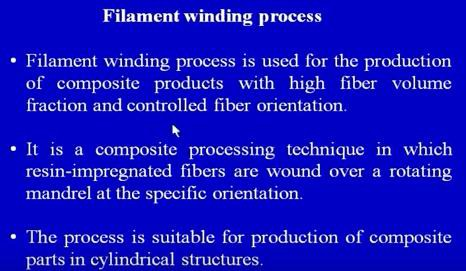 Filament winding process
• Filament winding process is used for the production
of composite products with high fiber volume
fraction and controlled fiber orientation.
• It is a composite processing technique in which
resin-impregnated fibers are wound over a rotating
mandrel at the specific orientation.
• The process is suitable for production of composite
parts in cylindrical structures.